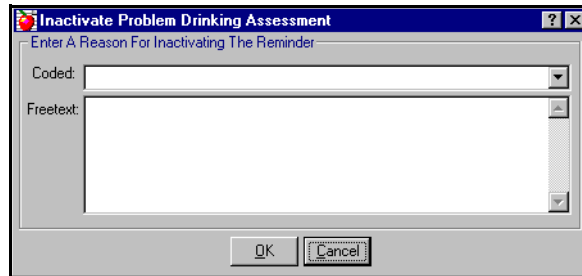 Inactivate Problem Drinking Assessment
Enter A Reason For Inactivating The Reminder
Coded:
Freetext:
OK Cancel